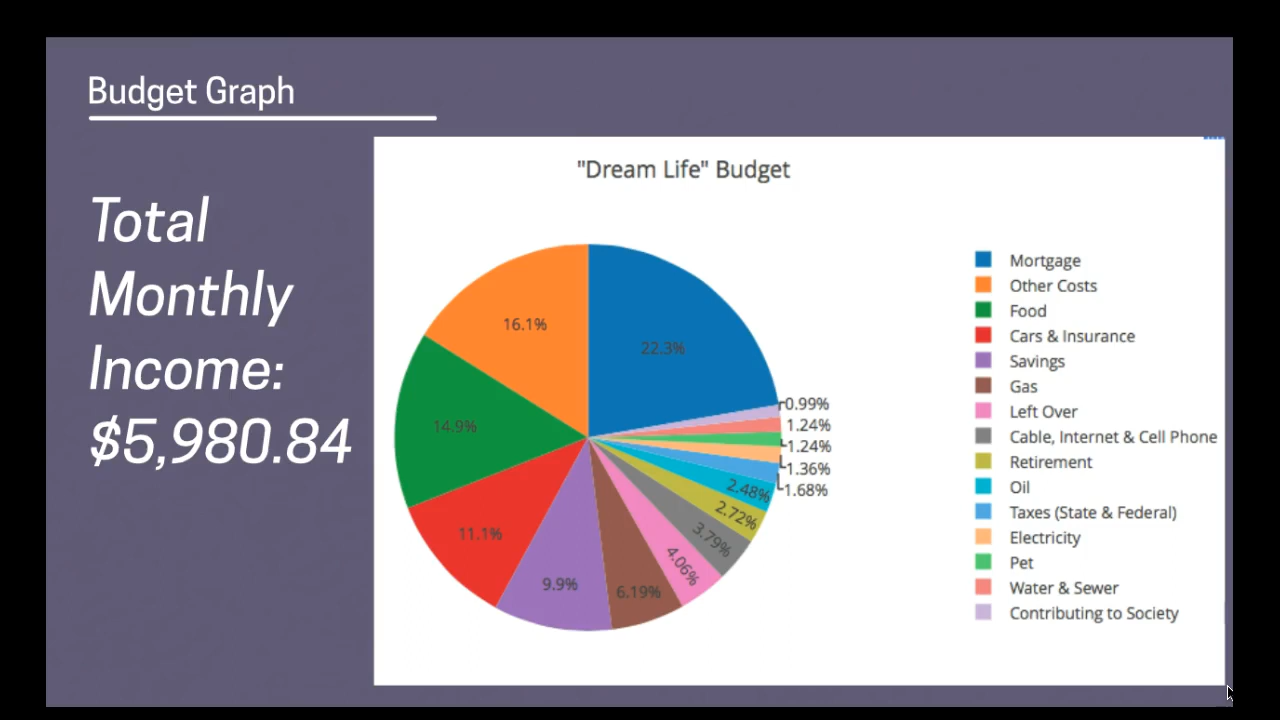 Budget Graph
Total
Monthly
Income:
$5,980.84
"Dream Life" Budget
16.1%
22.3%
14.9%
11.1%
9.9%
6.19%
4.06%
3.79%
2.72%
2.48%
0.99%
1.24%
1.24%
1.36%
1.68%
Mortgage
Other Costs
Food
Cars & Insurance
Savings
Gas
Left Over
Cable, Internet & Cell Phone
Retirement
Oil
Taxes (State & Federal)
Electricity
Pet
Water & Sewer
Contributing to Society